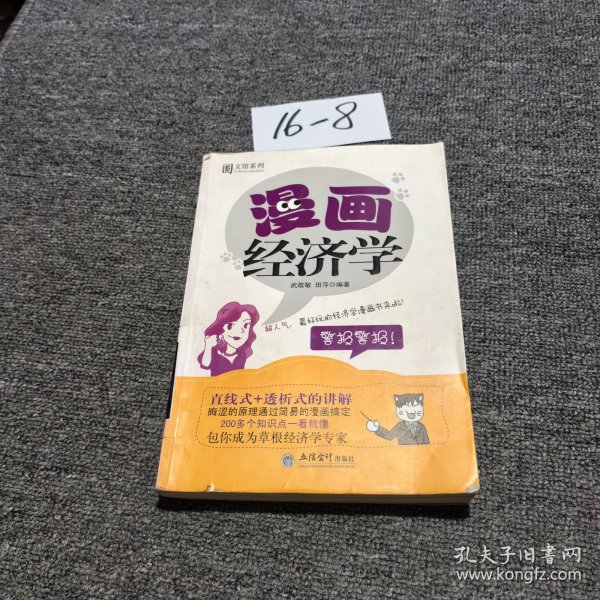 16-8
图文馆系列
漫画
经济学
武敬敏 田萍◎编著
超人气，最好玩的经济学漫画书来啦！
警报警报！
直线式+透析式的讲解
晦涩的原理通过简易的漫画搞定
200多个知识点一看就懂
包你成为草根经济学专家
立信会计出版社
孔夫子旧书网
www.kongfz.com